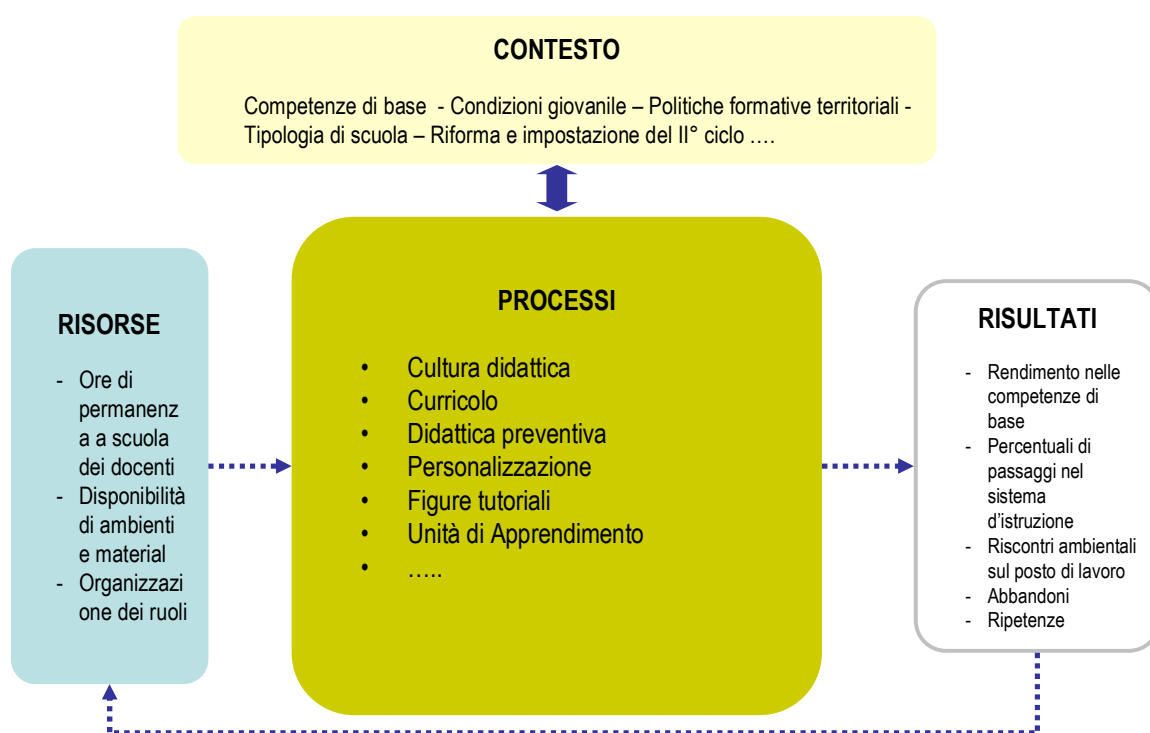 CONTESTO
Competenze di base - Condizioni giovanile – Politiche formative territoriali -
Tipologia di scuola – Riforma e impostazione del II° ciclo ….
RISORSE
- Ore di
permanenz
a a scuola
dei docenti
- Disponibilità
di ambienti
e material
- Organizzazi
one dei ruoli
PROCESSI
• Cultura didattica
• Curricolo
• Didattica preventiva
• Personalizzazione
• Figure tutoriali
• Unità di Apprendimento
• …..
RISULTATI
- Rendimento nelle
competenze di
base
- Percentuali di
passaggi nel
sistema
d’istruzione
- Riscontri ambientali
sul posto di lavoro
- Abbandoni
- Ripetenze